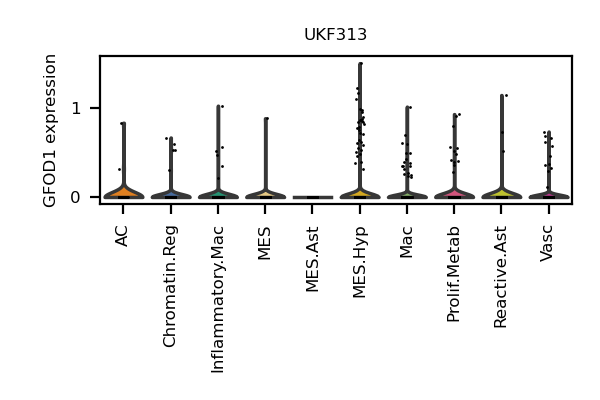 UKF313
GFOD1 expression
1
0
AC
Chromatin.Reg
Inflammatory.Mac
MES
MES.Ast
MES.Hyp
Mac
Prolif.Metab
Reactive.Ast
Vasc